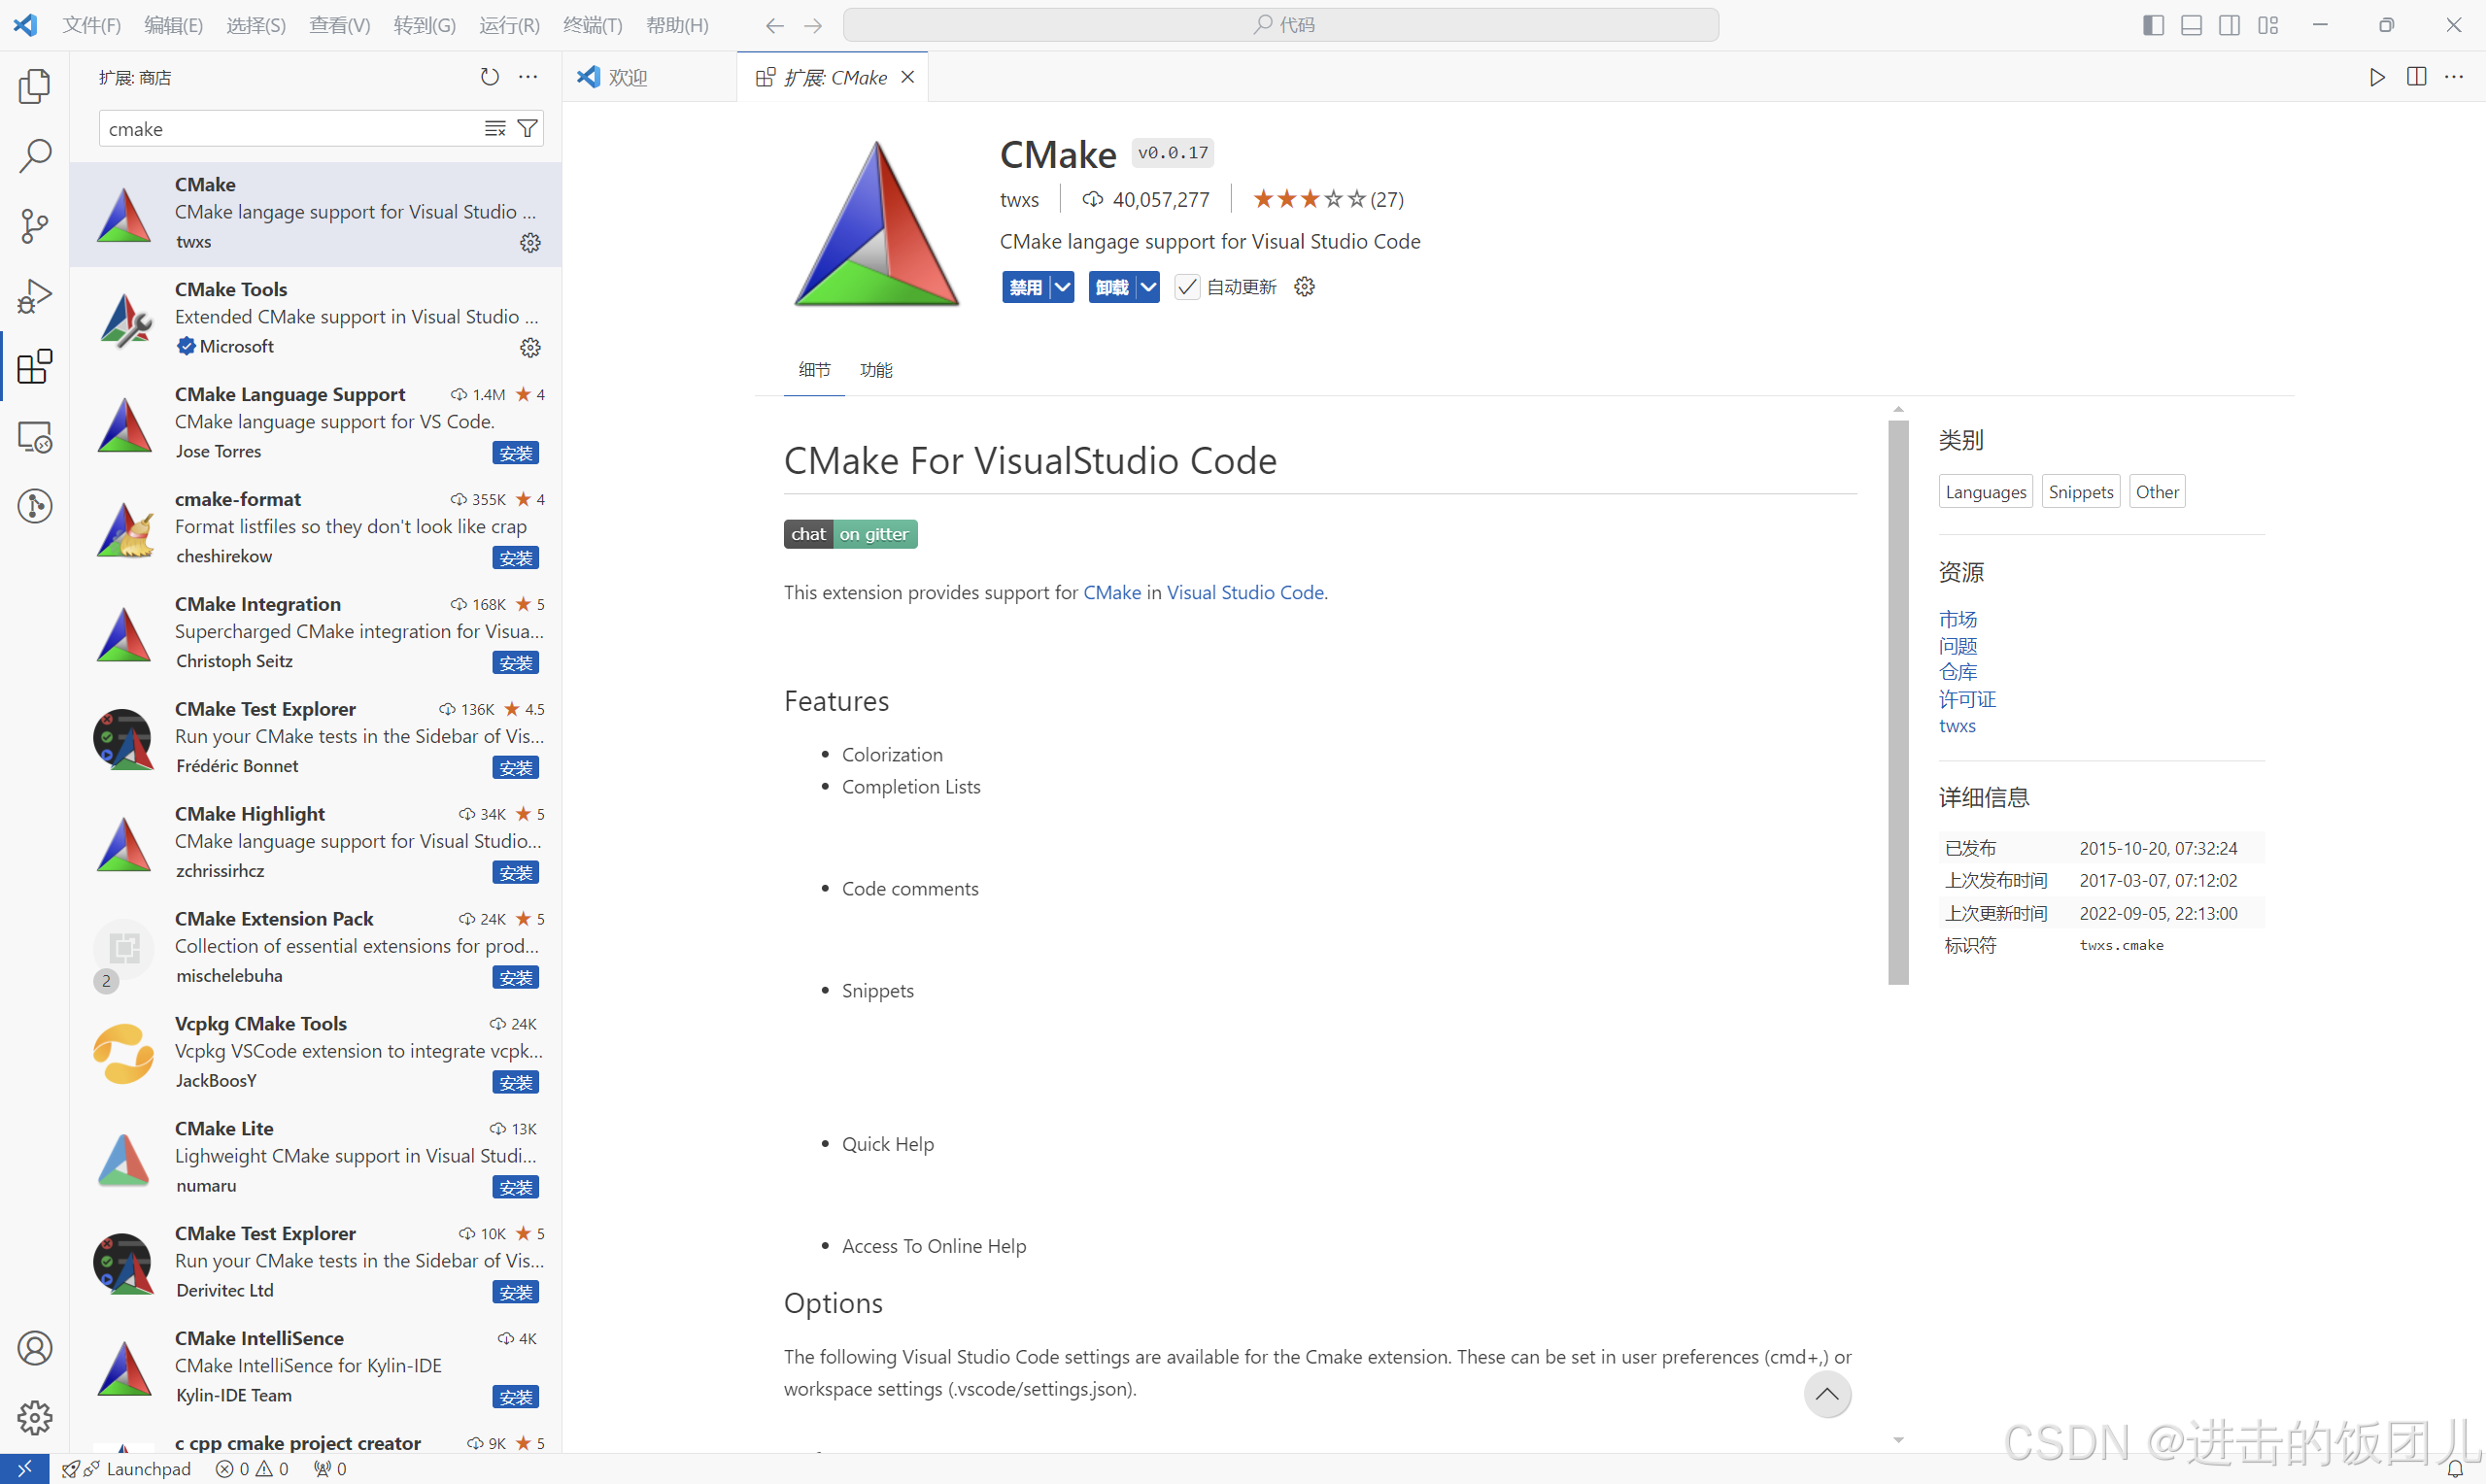 文件(F) 编辑(E) 选择(S) 查看(V) 转到(G) 运行(R) 终端(T) 帮助(H) 代码
扩展: 商店
欢迎
扩展: CMake
cmake
CMake
CMake langage support for Visual Studio ...
twxs
CMake Tools
Extended CMake support in Visual Studio ...
Microsoft
CMake Language Support 1.4M 4
CMake language support for VS Code.
Jose Torres 安装
cmake-format 355K 4
Format listfiles so they don't look like crap
cheshirekow 安装
CMake Integration 168K 5
Supercharged CMake integration for Visua...
Christoph Seitz 安装
CMake Test Explorer 136K 4.5
Run your CMake tests in the Sidebar of Vis...
Frédéric Bonnet 安装
CMake Highlight 34K 5
CMake language support for Visual Studio...
zchrissirhcz 安装
CMake Extension Pack 24K 5
Collection of essential extensions for prod...
2 mischelebuha 安装
Vcpkg CMake Tools 24K
Vcpkg VSCode extension to integrate vcpk...
JackBoosY 安装
CMake Lite 13K
Lighweight CMake support in Visual Studi...
numaru 安装
CMake Test Explorer 10K 5
Run your CMake tests in the Sidebar of Vis...
Derivitec Ltd 安装
CMake IntelliSence 4K
CMake IntelliSence for Kylin-IDE
Kylin-IDE Team 安装
c cpp cmake project creator 9K 5
CMake v0.0.17
twxs 40,057,277 (27)
CMake langage support for Visual Studio Code
禁用 卸载 自动更新
细节 功能
CMake For VisualStudio Code
chat on gitter
This extension provides support for CMake in Visual Studio Code.
Features
• Colorization
• Completion Lists
• Code comments
• Snippets
• Quick Help
• Access To Online Help
Options
The following Visual Studio Code settings are available for the Cmake extension. These can be set in user preferences (cmd+,) or
workspace settings (.vscode/settings.json).
类别
Languages Snippets Other
资源
市场
问题
仓库
许可证
twxs
详细信息
已发布 2015-10-20, 07:32:24
上次发布时间 2017-03-07, 07:12:02
上次更新时间 2022-09-05, 22:13:00
标识符 twxs.cmake
Launchpad 0 0 0
CSDN @进击的饭团儿